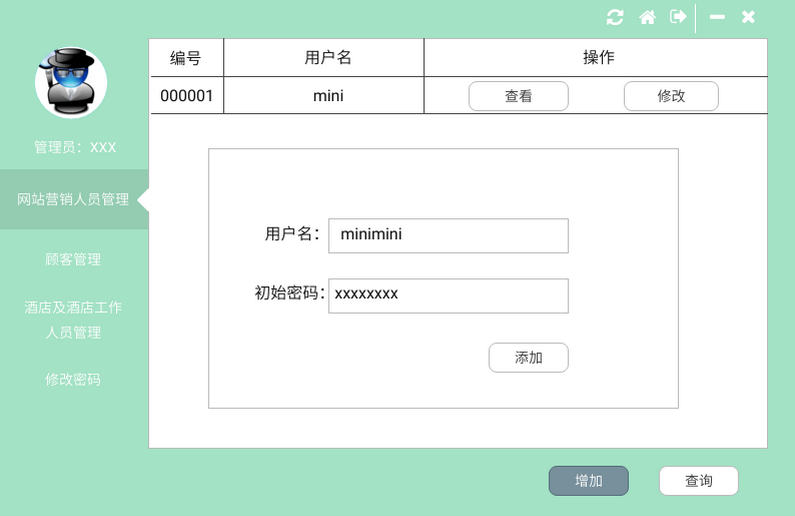 编号 用户名 操作
000001 mini 查看 修改
管理员：XXX
网站营销人员管理
顾客管理
酒店及酒店工作
人员管理
修改密码
用户名： minimini
初始密码：xxxxxxxx
添加
增加 查询